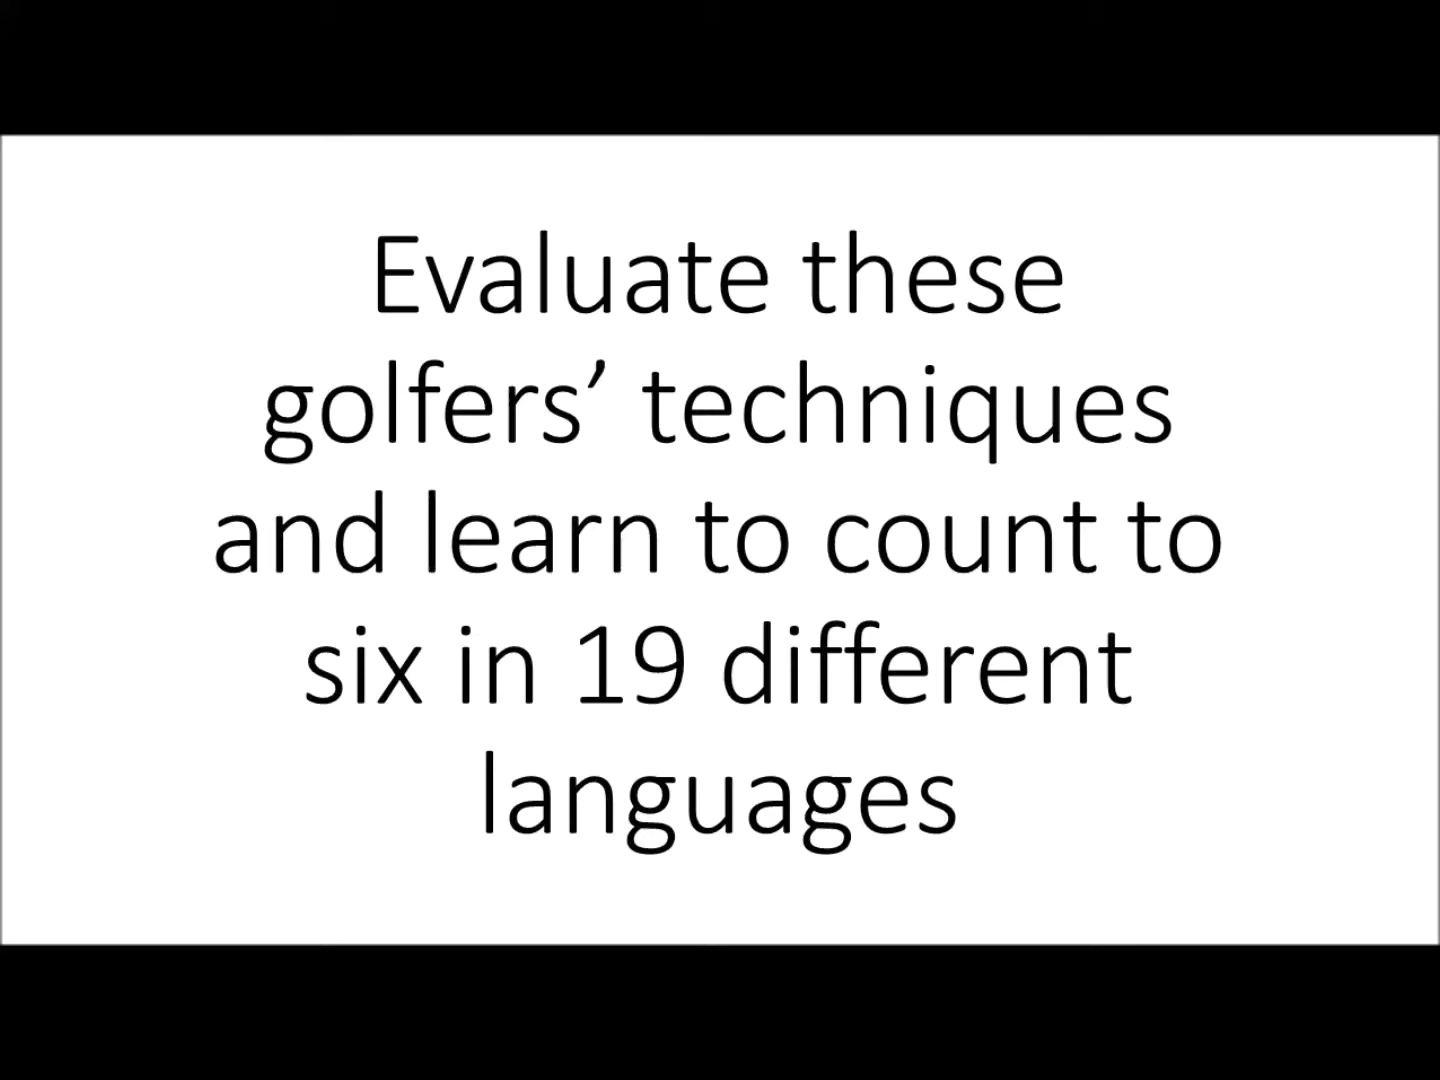 Evaluate these
golfers’ techniques
and learn to count to
six in 19 different
languages